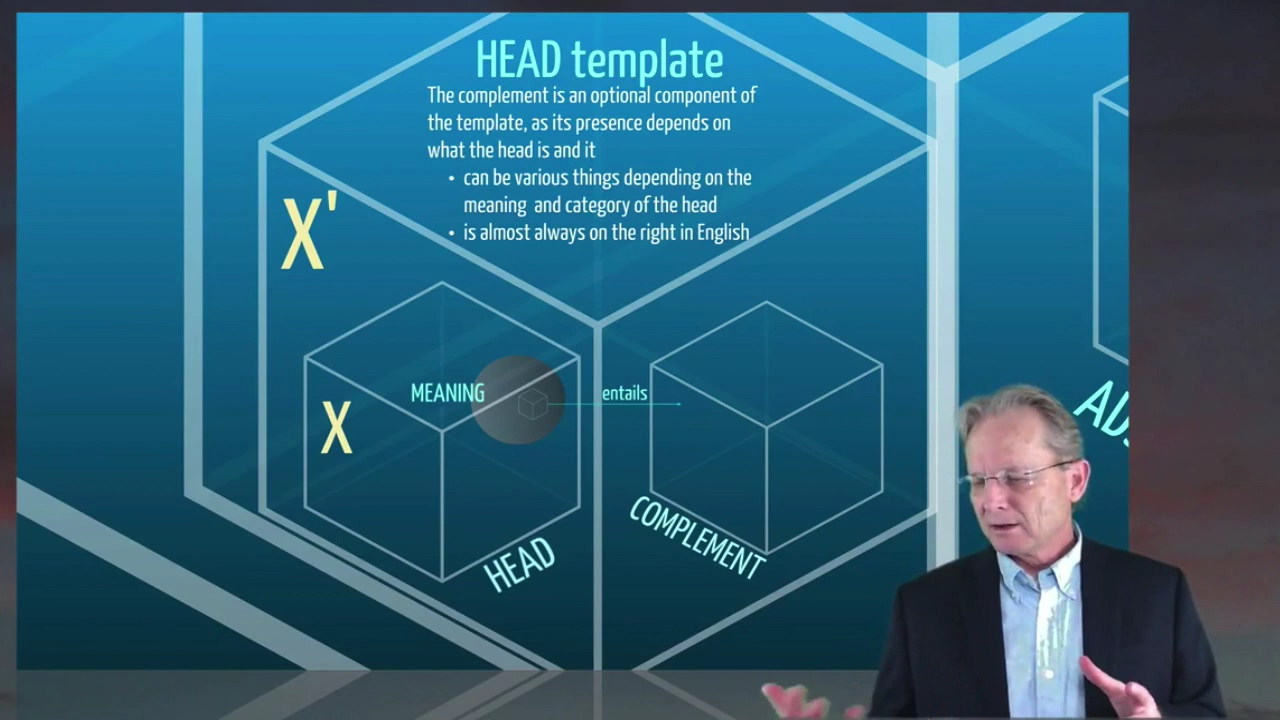 HEAD template
The complement is an optional component of
the template, as its presence depends on
what the head is and it
• can be various things depending on the
meaning and category of the head
• is almost always on the right in English
X'
MEANING
entails
X
HEAD
COMPLEMENT